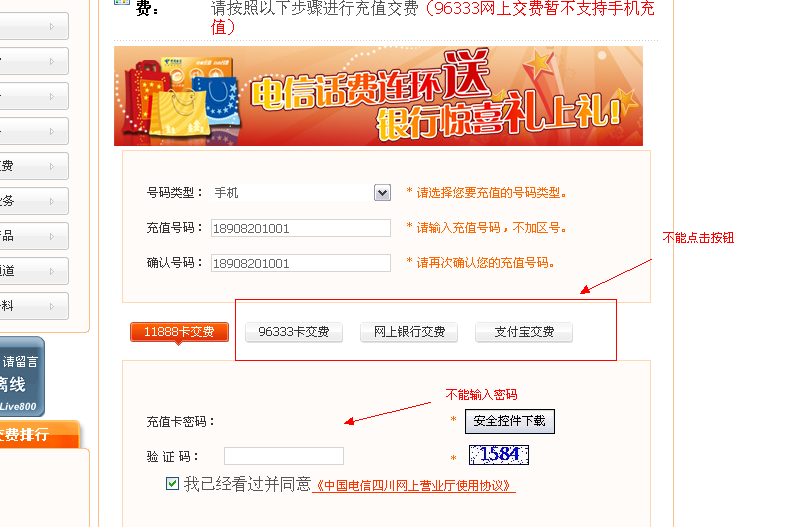 费：
请按照以下步骤进行充值交费（96333网上交费暂不支持手机充
值）
电信话费连环送
银行惊喜礼上礼!
号码类型： 手机 * 请选择您要充值的号码类型。
充值号码： 18908201001 * 请输入充值号码，不加区号。
确认号码： 18908201001 * 请再次确认您的充值号码。
不能点击按钮
11888卡交费 96333卡交费 网上银行交费 支付宝交费
不能输入密码
充值卡密码： * 安全控件下载
验 证 码： * 1584
我已经看过并同意《中国电信四川网上营业厅使用协议》
费
务
品
道
料
请留言
离线
Live800
交费排行